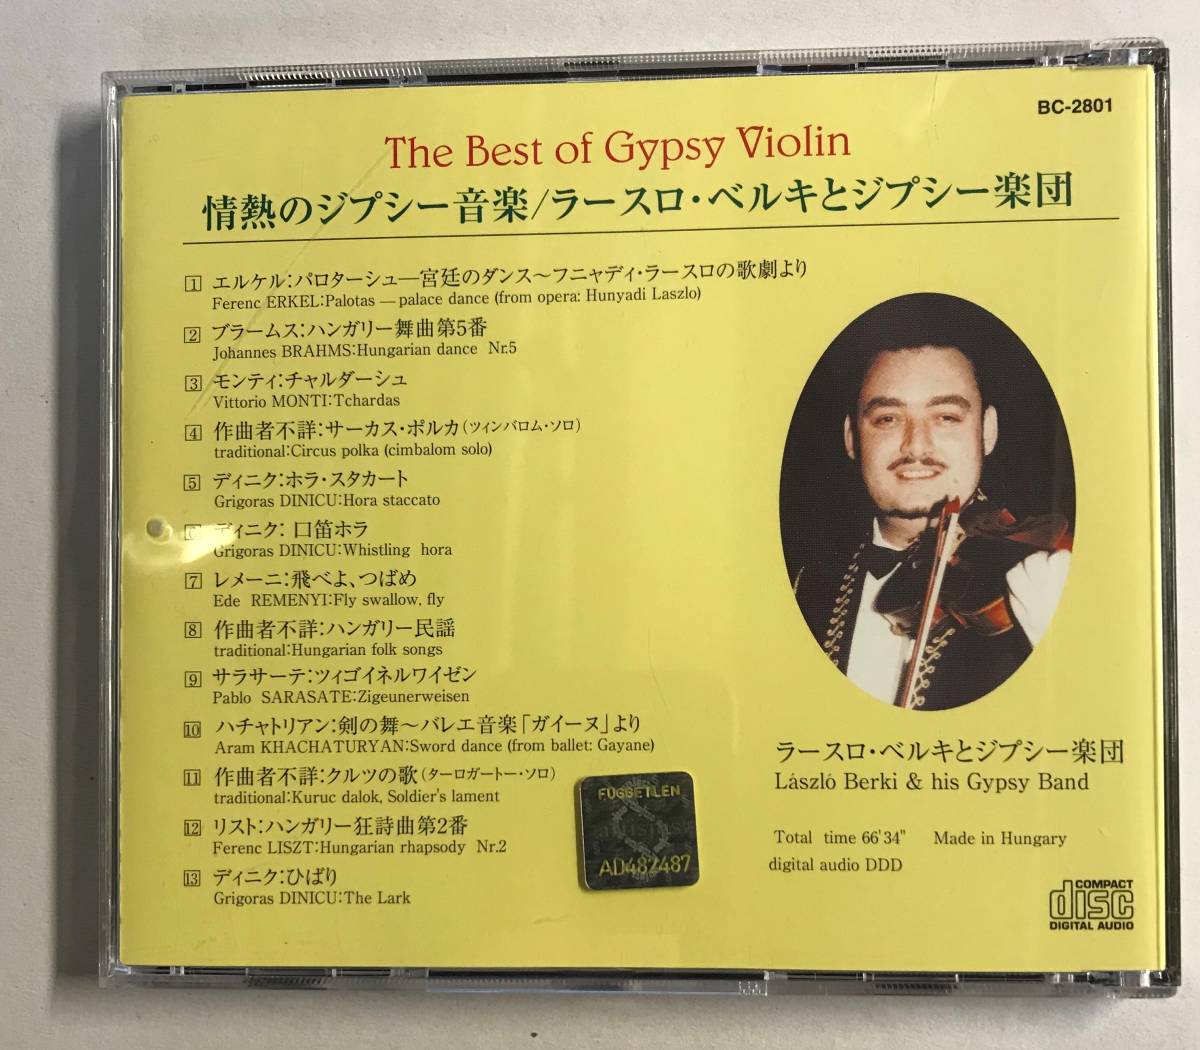 BC-2801
The Best of Gypsy Violin
情熱のジプシー音楽/ラースロ・ベルキとジプシー楽団
1 エルケル:パロターシュ―宮廷のダンス〜フニャディ・ラースロの歌劇より
Ferenc ERKEL:Palotas — palace dance (from opera: Hunyadi Laszlo)
2 ブラームス:ハンガリー舞曲第5番
Johannes BRAHMS:Hungarian dance Nr.5
3 モンティ:チャルダーシュ
Vittorio MONTI:Tchardas
4 作曲者不詳:サーカス・ポルカ(ツィンバロム・ソロ)
traditional:Circus polka (cimbalom solo)
5 ディニク:ホラ・スタカート
Grigoras DINICU:Hora staccato
6 ディニク: 口笛ホラ
Grigoras DINICU:Whistling hora
7 レメーニ:飛べよ、つばめ
Ede REMENYI:Fly swallow, fly
8 作曲者不詳:ハンガリー民謡
traditional:Hungarian folk songs
9 サラサーテ:ツィゴイネルワイゼン
Pablo SARASATE:Zigeunerweisen
10 ハチャトリアン:剣の舞〜バレエ音楽「ガイーヌ」より
Aram KHACHATURYAN:Sword dance (from ballet: Gayane)
11 作曲者不詳:クルツの歌(ターロガートー・ソロ)
traditional:Kuruc dalok, Soldier's lament
12 リスト:ハンガリー狂詩曲第2番
Ferenc LISZT:Hungarian rhapsody Nr.2
13 ディニク:ひばり
Grigoras DINICU:The Lark
ラースロ・ベルキとジプシー楽団
László Berki & his Gypsy Band
Total time 66'34" Made in Hungary
digital audio DDD
FÜGGETLEN
AD482487
COMPACT
disc
DIGITAL AUDIO